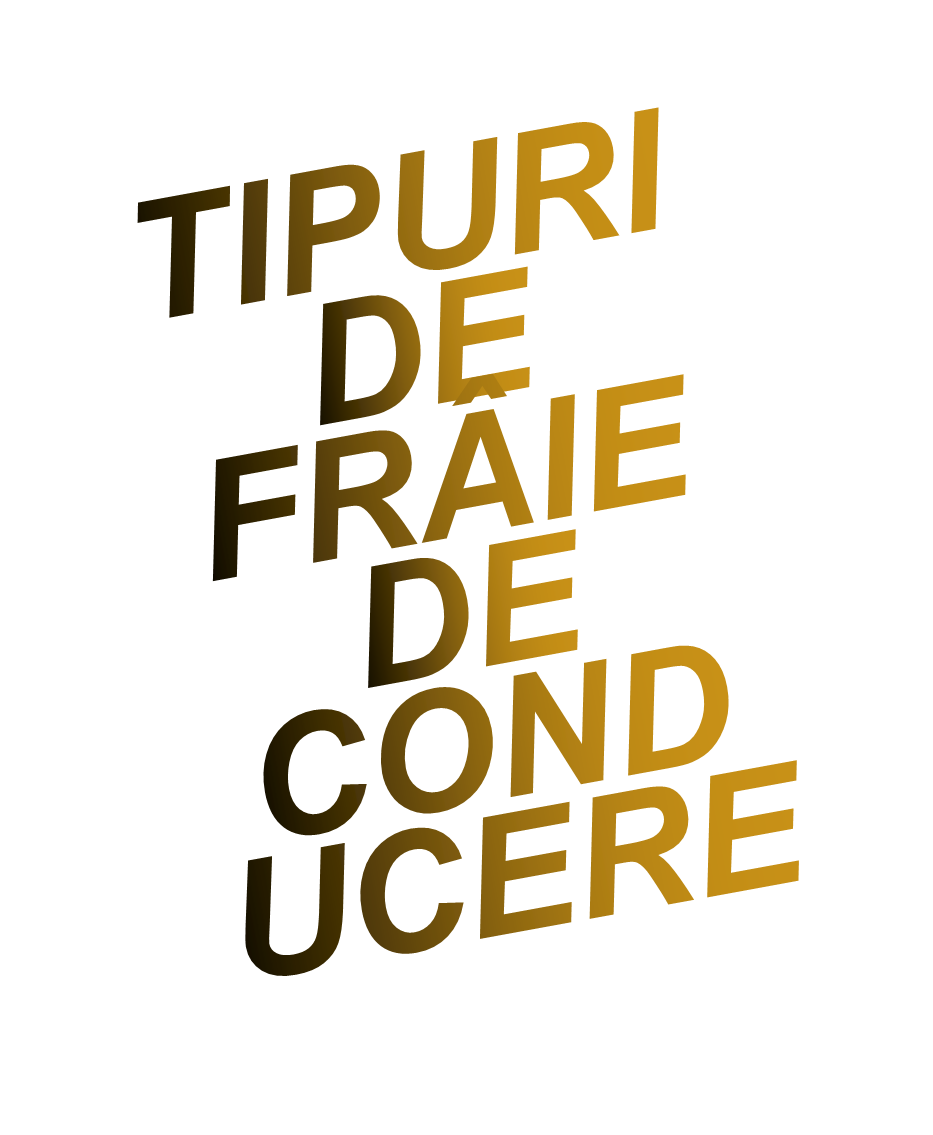 TIPURI
DE
FRÂIE
DE
COND
UCERE